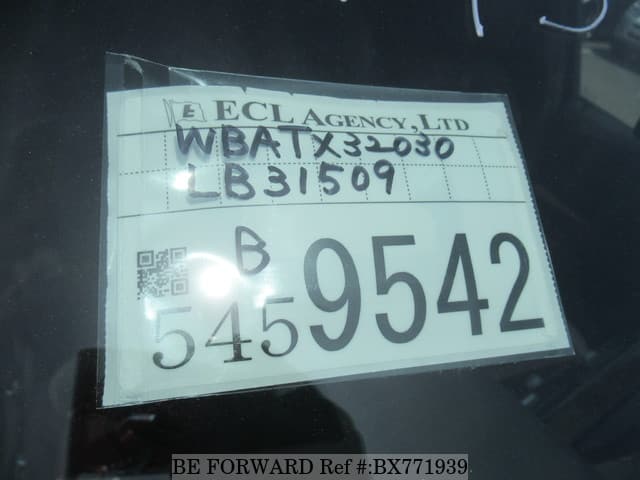 E ECL AGENCY, LTD
WBATX32030
LB31509
B
5459542
BE FORWARD Ref #:BX771939